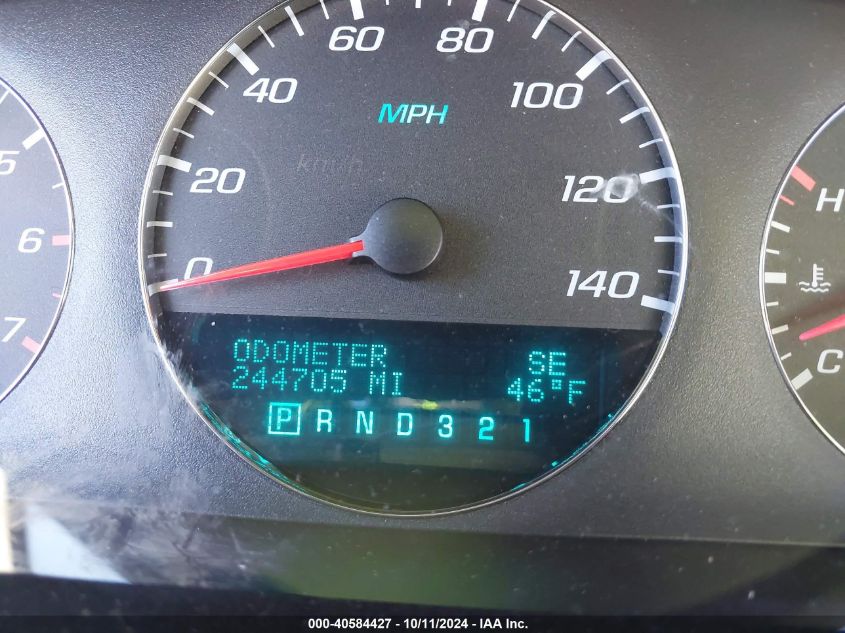 60 80
40 100
MPH
km/h
20 120
0 140
5
6
7
H
C
ODOMETER SE
244705 MI 46°F
P R N D 3 2 1
000-40584427 - 10/11/2024 - IAA Inc.